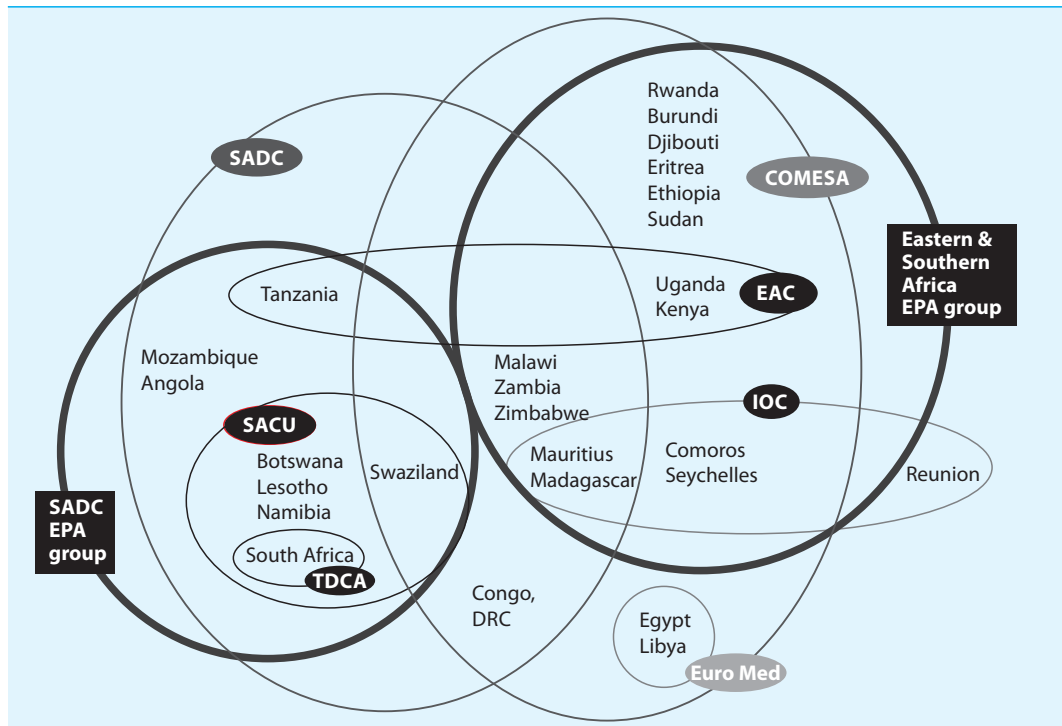 Rwanda
Burundi
Djibouti
Eritrea
Ethiopia
Sudan
SADC
COMESA
Eastern &
Southern
Africa
EPA group
Tanzania
Uganda
Kenya
EAC
Mozambique
Angola
Malawi
Zambia
Zimbabwe
IOC
SACU
Botswana
Lesotho
Namibia
Swaziland
Mauritius
Madagascar
Comoros
Seychelles
Reunion
SADC
EPA
group
South Africa
TDCA
Congo,
DRC
Egypt
Libya
Euro Med